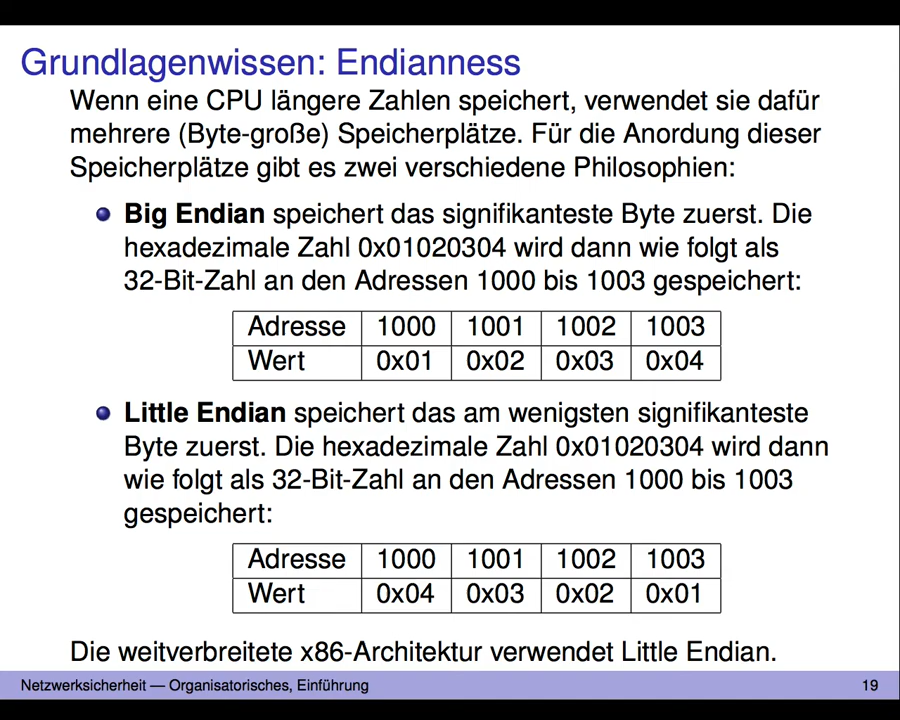 Grundlagenwissen: Endianness
Wenn eine CPU längere Zahlen speichert, verwendet sie dafür
mehrere (Byte-große) Speicherplätze. Für die Anordung dieser
Speicherplätze gibt es zwei verschiedene Philosophien:
Big Endian speichert das signifikanteste Byte zuerst. Die
hexadezimale Zahl 0x01020304 wird dann wie folgt als
32-Bit-Zahl an den Adressen 1000 bis 1003 gespeichert:
Adresse 1000 1001 1002 1003
Wert 0x01 0x02 0x03 0x04
Little Endian speichert das am wenigsten signifikanteste
Byte zuerst. Die hexadezimale Zahl 0x01020304 wird dann
wie folgt als 32-Bit-Zahl an den Adressen 1000 bis 1003
gespeichert:
Adresse 1000 1001 1002 1003
Wert 0x04 0x03 0x02 0x01
Die weitverbreitete x86-Architektur verwendet Little Endian.
Netzwerksicherheit — Organisatorisches, Einführung 19